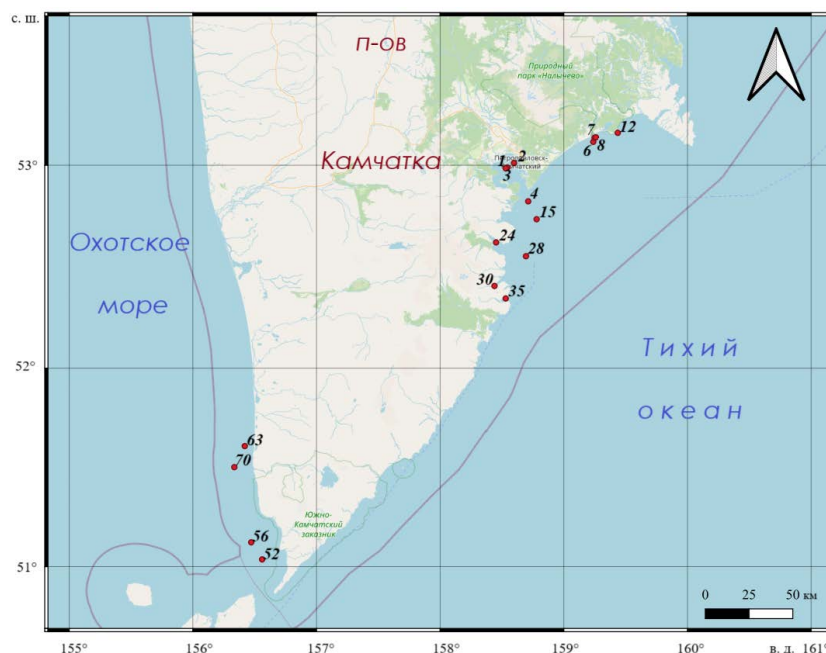 с. ш.
п-ов
Природный
парк «Налычево»
7
12
53°
Камчатка
1
2
Петропавловск-
Камчатский
6
8
3
4
15
Охотское
море
24
28
30
35
Тихий
океан
52°
63
70
Южно-
Камчатский
заказник
56
52
51°
0 25 50 км
155° 156° 157° 158° 159° 160° в. д. 161°